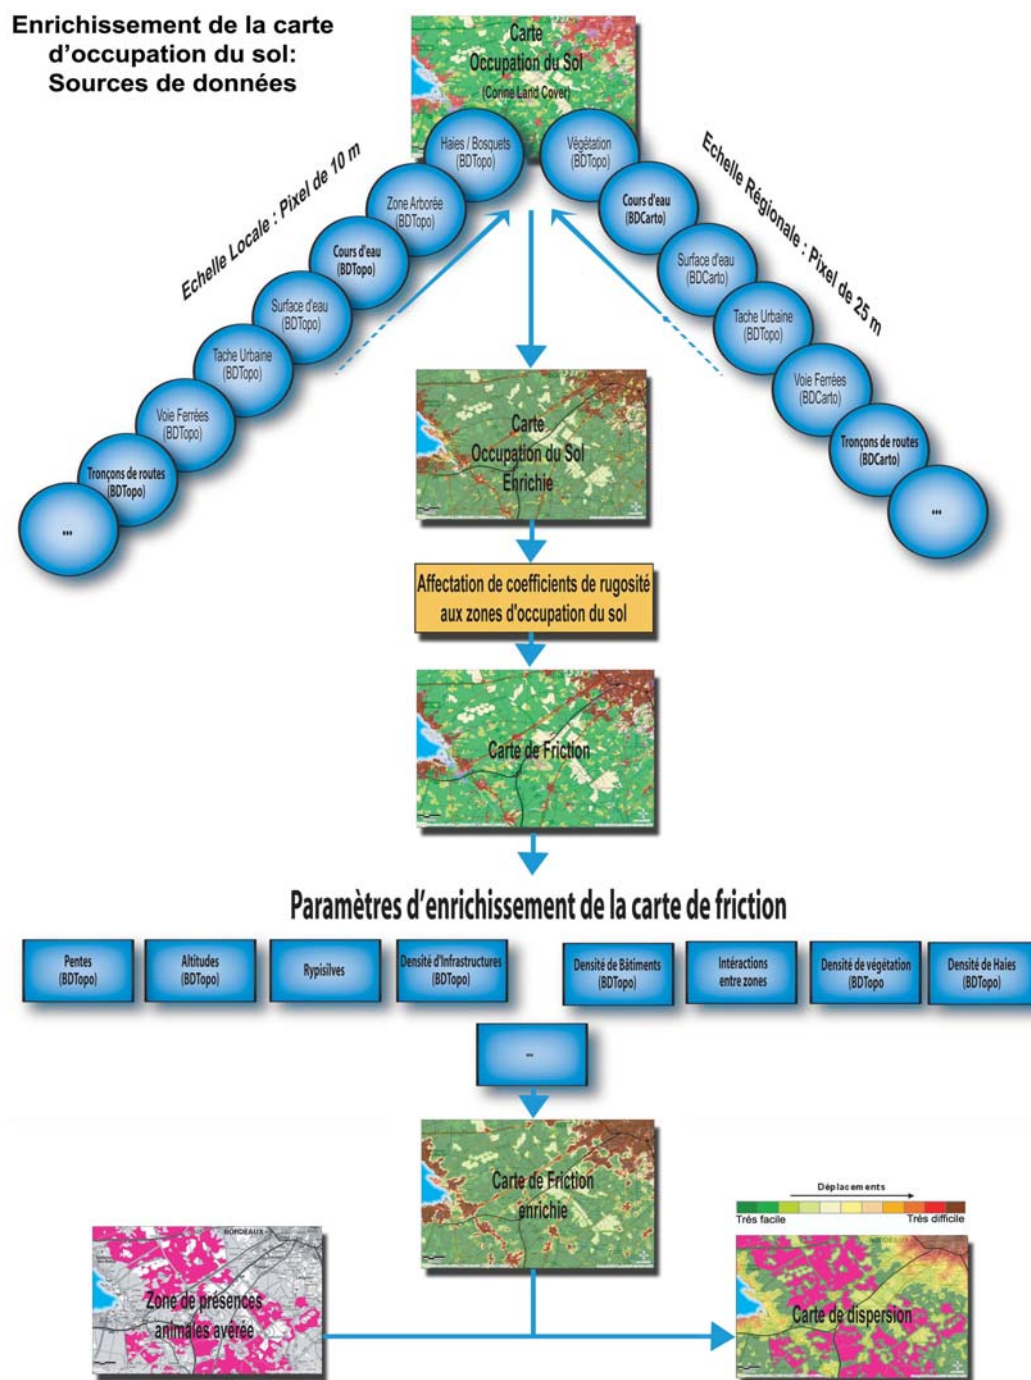 Enrichissement de la carte
d'occupation du sol:
Sources de données
Carte
Occupation du Sol
(Corine Land Cover)
Echelle Locale : Pixel de 10 m
Haies / Bosquets
(BDTopo)
Zone Arborée
(BDTopo)
Cours d'eau
(BDTopo)
Surface d'eau
(BDTopo)
Tache Urbaine
(BDTopo)
Voie Ferrées
(BDTopo)
Tronçons de routes
(BDTopo)
...
Echelle Régionale : Pixel de 25 m
Végétation
(BDTopo)
Cours d'eau
(BDCarto)
Surface d'eau
(BDCarto)
Tache Urbaine
(BDTopo)
Voie Ferrées
(BDCarto)
Tronçons de routes
(BDCarto)
...
Carte
Occupation du Sol
Enrichie
Affectation de coefficients de rugosité
aux zones d'occupation du sol
Carte de Friction
Paramètres d'enrichissement de la carte de friction
Pentes
(BDTopo)
Altitudes
(BDTopo)
Rypisilves
Densité d'Infrastructures
(BDTopo)
Densité de Bâtiments
(BDTopo)
Intéractions
entre zones
Densité de végétation
(BDTopo
Densité de Haies
(BDTopo)
...
Carte de Friction
enrichie
BORDEAUX
Zone de présences
animales avérée
Déplacements
Trés facile
Trés difficile
BORDEAUX
Carte de dispersion